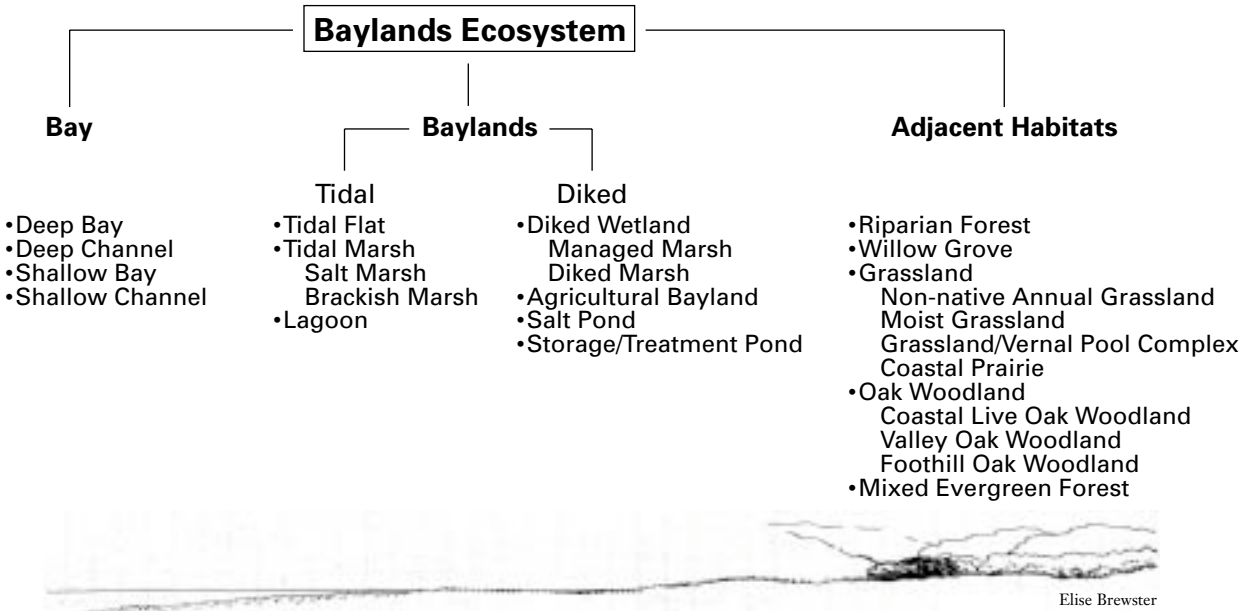 Baylands Ecosystem
Bay
•Deep Bay
•Deep Channel
•Shallow Bay
•Shallow Channel
Baylands
Tidal
•Tidal Flat
•Tidal Marsh
Salt Marsh
Brackish Marsh
•Lagoon
Diked
•Diked Wetland
Managed Marsh
Diked Marsh
•Agricultural Bayland
•Salt Pond
•Storage/Treatment Pond
Adjacent Habitats
•Riparian Forest
•Willow Grove
•Grassland
Non-native Annual Grassland
Moist Grassland
Grassland/Vernal Pool Complex
Coastal Prairie
•Oak Woodland
Coastal Live Oak Woodland
Valley Oak Woodland
Foothill Oak Woodland
•Mixed Evergreen Forest
Elise Brewster